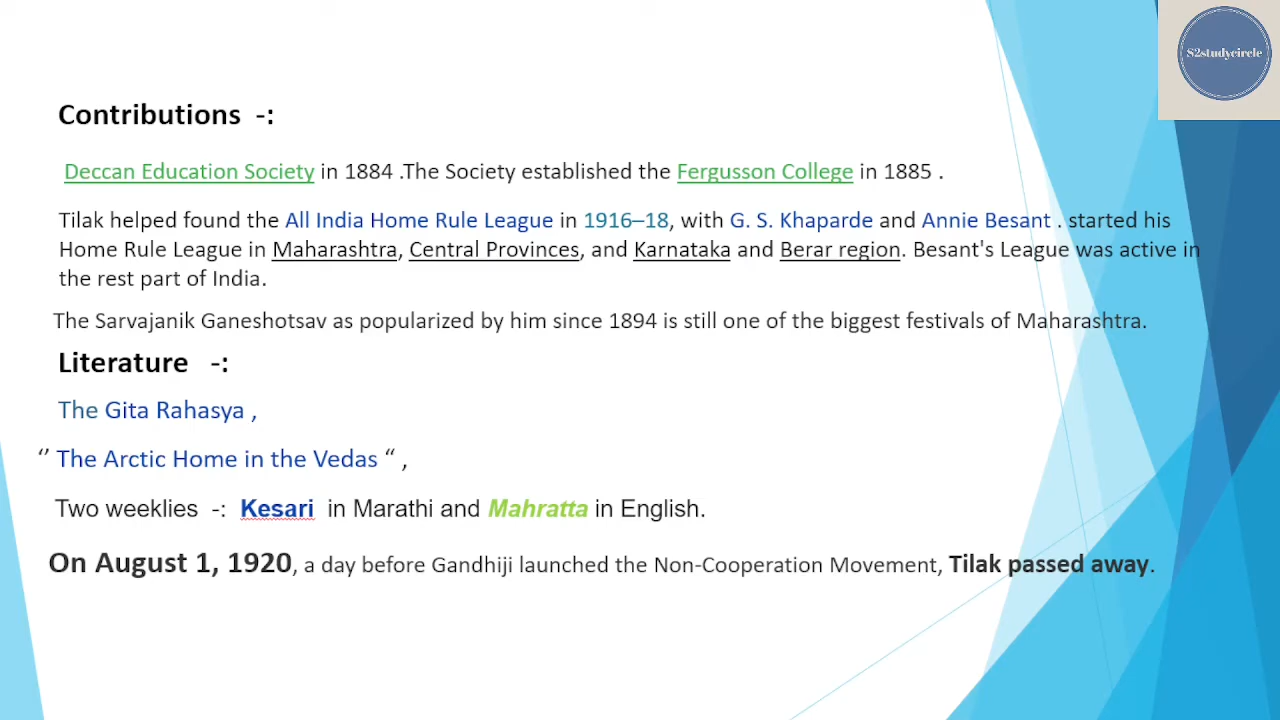 S2studycircle
Contributions -:
Deccan Education Society in 1884 .The Society established the Fergusson College in 1885 .
Tilak helped found the All India Home Rule League in 1916–18, with G. S. Khaparde and Annie Besant . started his
Home Rule League in Maharashtra, Central Provinces, and Karnataka and Berar region. Besant's League was active in
the rest part of India.
The Sarvajanik Ganeshotsav as popularized by him since 1894 is still one of the biggest festivals of Maharashtra.
Literature -:
The Gita Rahasya ,
‘’ The Arctic Home in the Vedas “ ,
Two weeklies -: Kesari in Marathi and Mahratta in English.
On August 1, 1920, a day before Gandhiji launched the Non-Cooperation Movement, Tilak passed away.